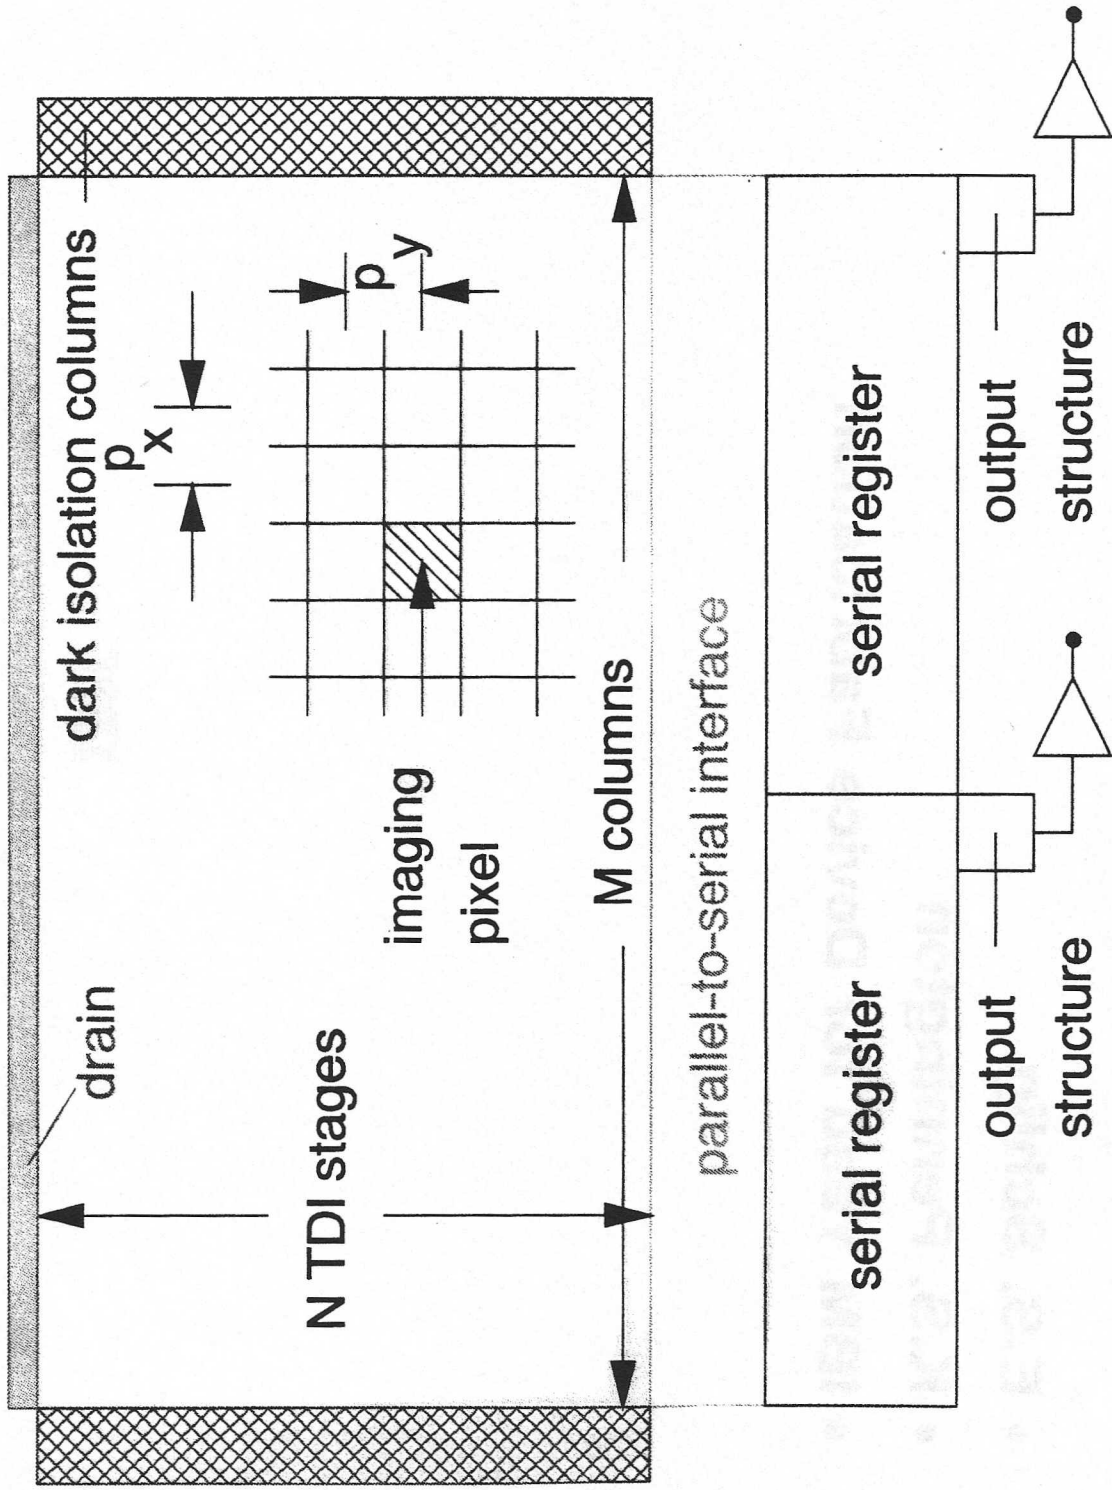 drain
dark isolation columns
N TDI stages
p
x
p
y
imaging
pixel
M columns
parallel-to-serial interface
serial register
serial register
output
structure
output
structure